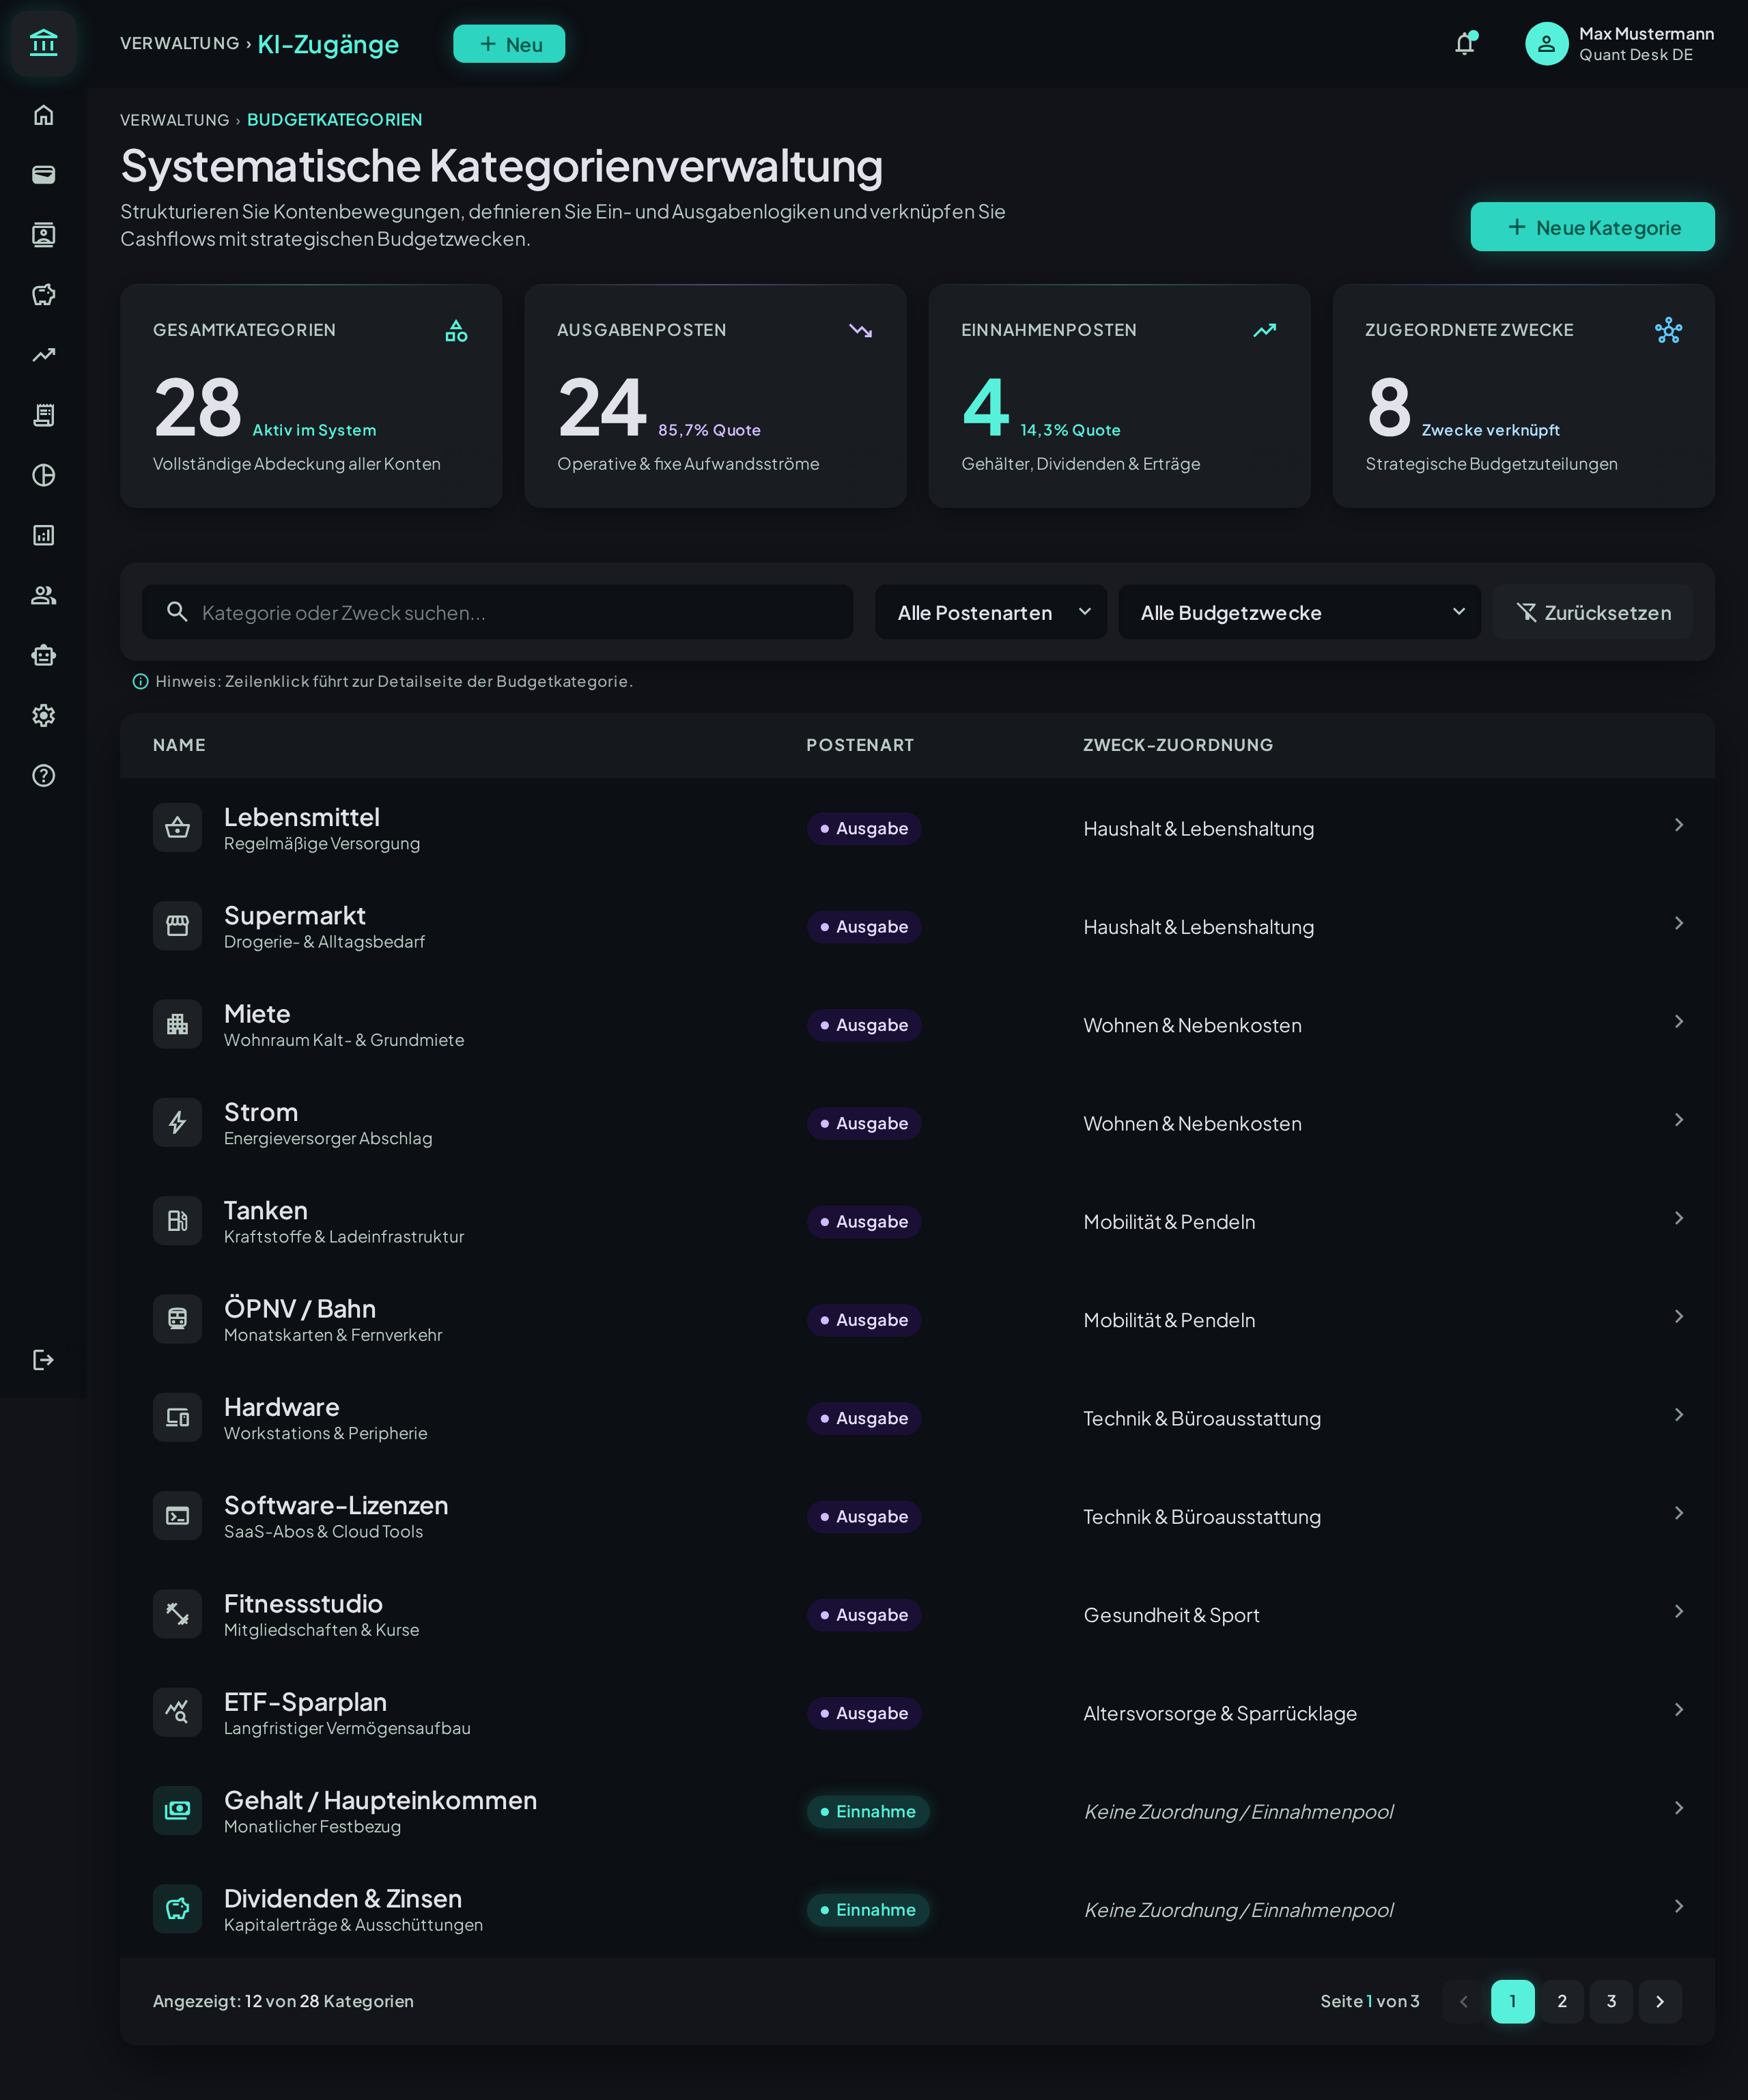 VERWALTUNG › KI-Zugänge
+ Neu
Max Mustermann
Quant Desk DE
VERWALTUNG › BUDGETKATEGORIEN
Systematische Kategorienverwaltung
Strukturieren Sie Kontenbewegungen, definieren Sie Ein- und Ausgabenlogiken und verknüpfen Sie
Cashflows mit strategischen Budgetzwecken.
+ Neue Kategorie
GESAMTKATEGORIEN
28 Aktiv im System
Vollständige Abdeckung aller Konten
AUSGABENPOSTEN
24 85,7% Quote
Operative & fixe Aufwandsströme
EINNAHMENPOSTEN
4 14,3% Quote
Gehälter, Dividenden & Erträge
ZUGEORDNETE ZWECKE
8 Zwecke verknüpft
Strategische Budgetzuteilungen
Kategorie oder Zweck suchen...
Alle Postenarten
Alle Budgetzwecke
Zurücksetzen
Hinweis: Zeilenklick führt zur Detailseite der Budgetkategorie.
NAME POSTENART ZWECK-ZUORDNUNG
Lebensmittel
Regelmäßige Versorgung
Ausgabe
Haushalt & Lebenshaltung
Supermarkt
Drogerie- & Alltagsbedarf
Ausgabe
Haushalt & Lebenshaltung
Miete
Wohnraum Kalt- & Grundmiete
Ausgabe
Wohnen & Nebenkosten
Strom
Energieversorger Abschlag
Ausgabe
Wohnen & Nebenkosten
Tanken
Kraftstoffe & Ladeinfrastruktur
Ausgabe
Mobilität & Pendeln
ÖPNV / Bahn
Monatskarten & Fernverkehr
Ausgabe
Mobilität & Pendeln
Hardware
Workstations & Peripherie
Ausgabe
Technik & Büroausstattung
Software-Lizenzen
SaaS-Abos & Cloud Tools
Ausgabe
Technik & Büroausstattung
Fitnessstudio
Mitgliedschaften & Kurse
Ausgabe
Gesundheit & Sport
ETF-Sparplan
Langfristiger Vermögensaufbau
Ausgabe
Altersvorsorge & Sparrücklage
Gehalt / Haupteinkommen
Monatlicher Festbezug
Einnahme
Keine Zuordnung / Einnahmenpool
Dividenden & Zinsen
Kapitalerträge & Ausschüttungen
Einnahme
Keine Zuordnung / Einnahmenpool
Angezeigt: 12 von 28 Kategorien
Seite 1 von 3
1 2 3